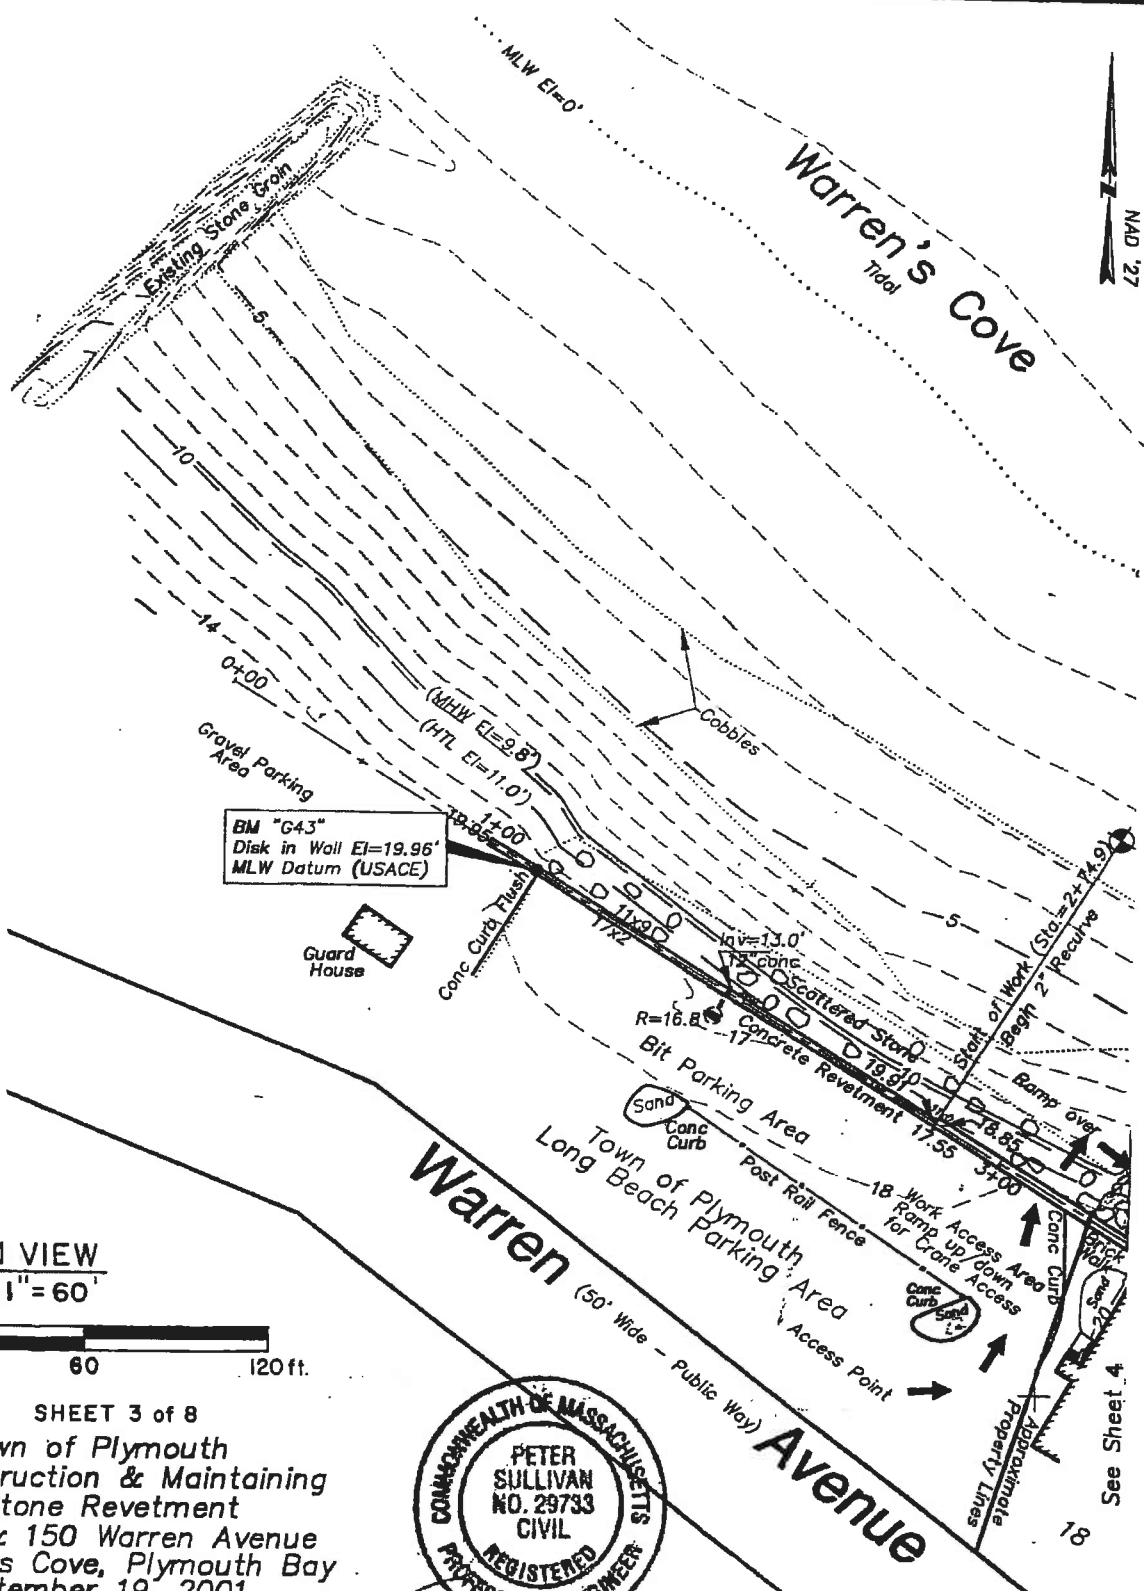 MLW El=0'
Warren's Cove
Tidal
N
NAD '27
Existing Stone Groin
5
10
14
0+00
Gravel Parking
Area
(MHW El=9.8')
(HTL El=11.0')
Cobbles
19.95
1+00
BM "G43"
Disk in Wall El=19.96'
MLW Datum (USACE)
Guard
House
Conc Curb Flush
11x9
17x2
Inv=13.0'
12"conc
Scattered Stone
5
Start of Work (Sta.=2+74.9)
Begin 2" Recurve
R=16.8
17
Concrete Revetment
19.91
10
Ramp over
18.85
17.55
3+00
Bit Parking Area
Sand
Conc
Curb
Town of Plymouth
Long Beach Parking Area
Post Rail Fence
18
Work Access Area
Ramp up/down
for Crane Access
Conc Curb
Brick
Walk
Sand
20
Conc
Curb
Sand
Access Point
Warren
(50' Wide - Public Way)
Avenue
Approximate
Property Lines
See Sheet 4
18
VIEW
1"=60'
60
120 ft.
SHEET 3 of 8
wn of Plymouth
ruction & Maintaining
tone Revetment
& 150 Warren Avenue
s Cove, Plymouth Bay
tember 19, 2001
COMMONWEALTH OF MASSACHUSETTS
PETER
SULLIVAN
NO. 29733
CIVIL
REGISTERED